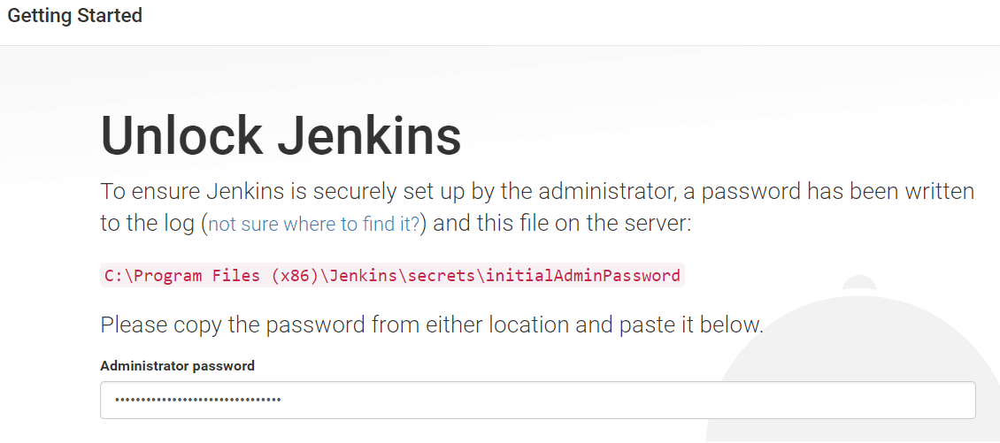 Getting Started
Unlock Jenkins
To ensure Jenkins is securely set up by the administrator, a password has been written
to the log (not sure where to find it?) and this file on the server:
C:\Program Files (x86)\Jenkins\secrets\initialAdminPassword
Please copy the password from either location and paste it below.
Administrator password
••••••••••••••••••••••••••••••••